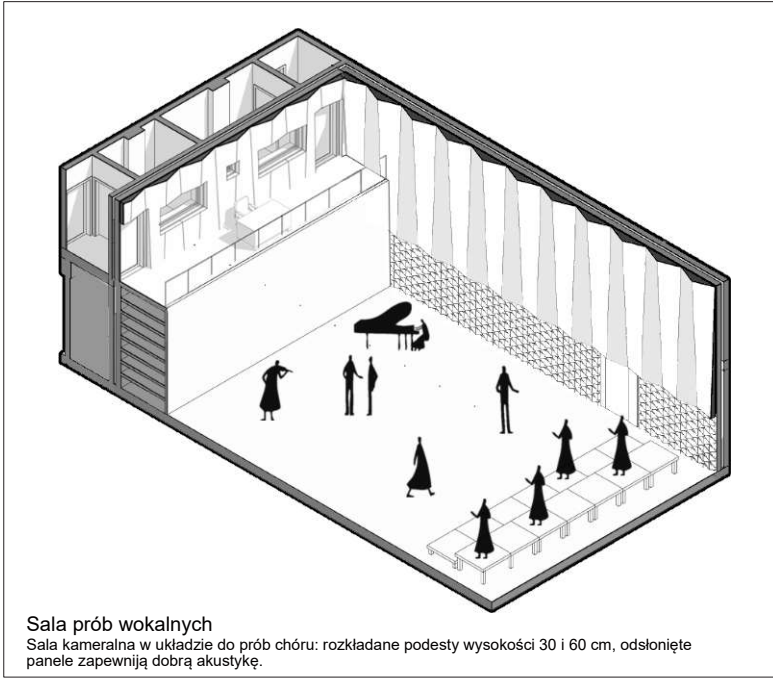 Sala prób wokalnych
Sala kameralna w układzie do prób chóru: rozkładane podesty wysokości 30 i 60 cm, odsłonięte
panele zapewniają dobrą akustykę.